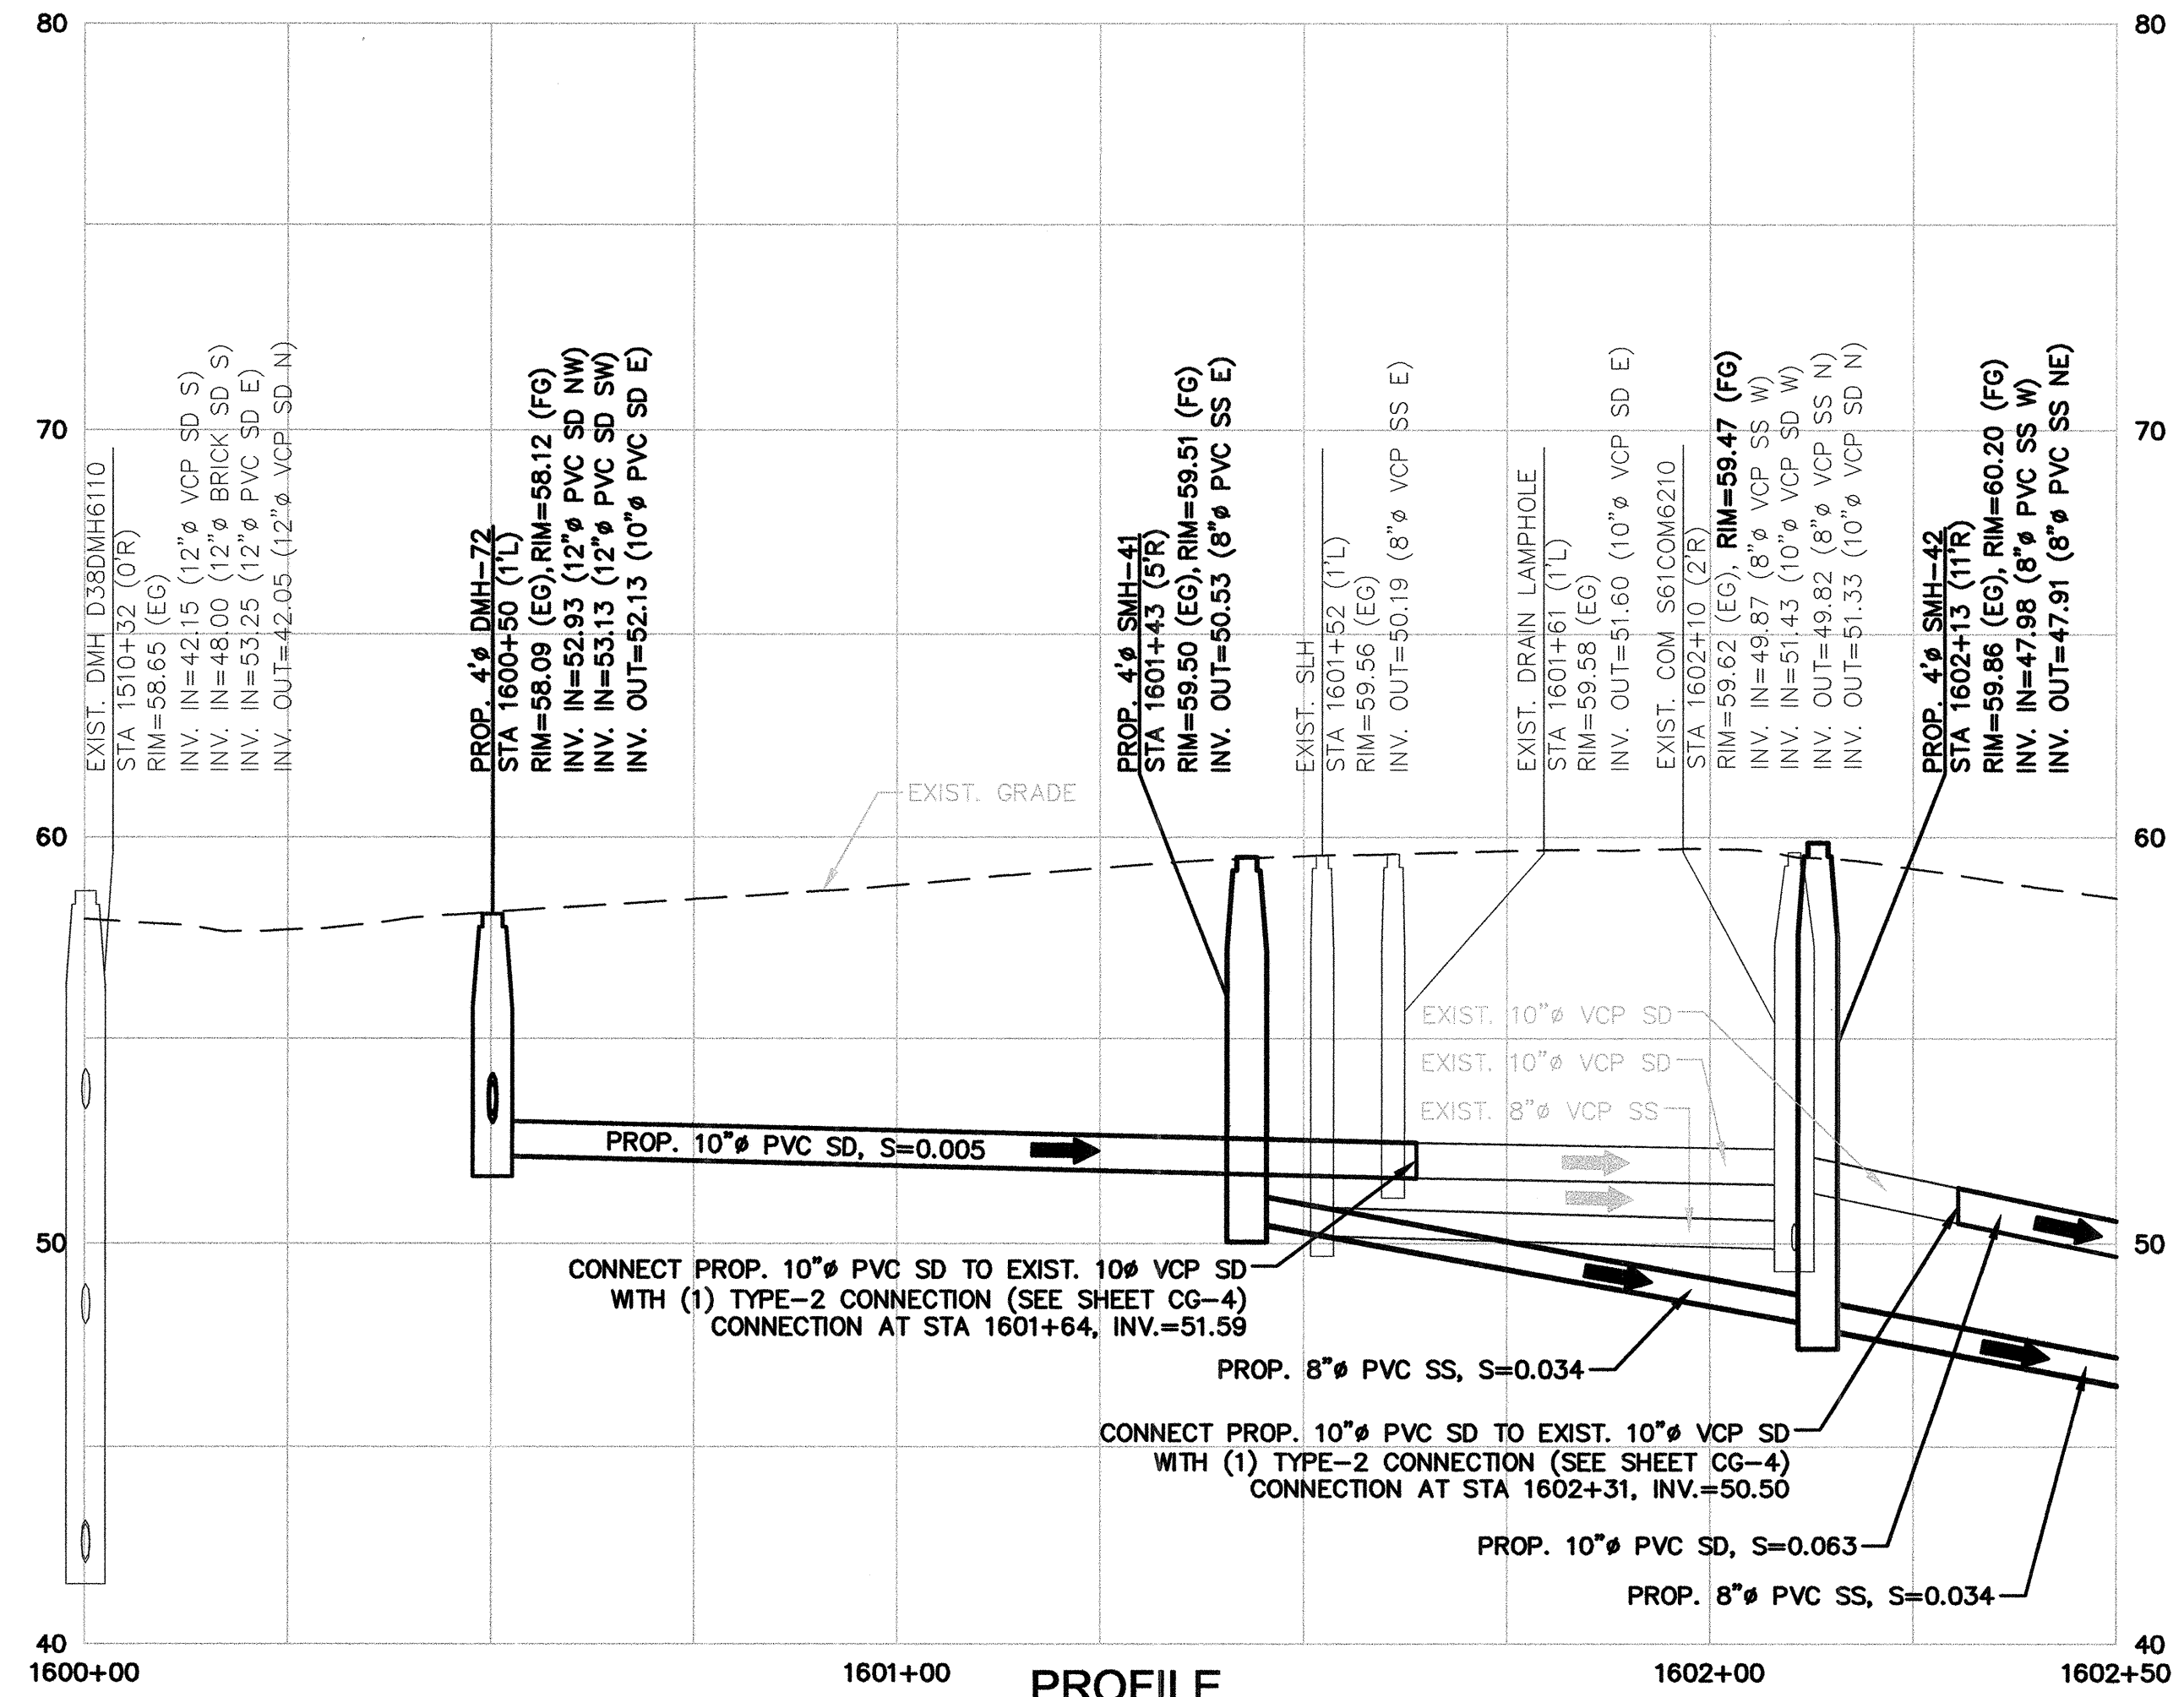 80
80
70
70
60
60
50
50
40
40
EXIST. DMH D38DMH6110
STA 1510+32 (0'R)
RIM=58.65 (EG)
INV. IN=42.15 (12"ø VCP SD S)
INV. IN=48.00 (12"ø BRICK SD S)
INV. IN=53.25 (12"ø PVC SD E)
INV. OUT=42.05 (12"ø VCP SD N)
PROP. 4'ø DMH-72
STA 1600+50 (1'L)
RIM=58.09 (EG), RIM=58.12 (FG)
INV. IN=52.93 (12"ø PVC SD NW)
INV. IN=53.13 (12"ø PVC SD SW)
INV. OUT=52.13 (10"ø PVC SD E)
EXIST. GRADE
PROP. 4'ø SMH-41
STA 1601+43 (5'R)
RIM=59.50 (EG), RIM=59.51 (FG)
INV. OUT=50.53 (8"ø PVC SS E)
EXIST. SLH
STA 1601+52 (1'L)
RIM=59.56 (EG)
INV. OUT=50.19 (8"ø VCP SS E)
EXIST. DRAIN LAMPHOLE
STA 1601+61 (1'L)
RIM=59.58 (EG)
INV. OUT=51.60 (10"ø VCP SD E)
EXIST. COM S61COM6210
STA 1602+10 (2'R)
RIM=59.62 (EG), RIM=59.47 (FG)
INV. IN=49.87 (8"ø VCP SS W)
INV. IN=51.43 (10"ø VCP SD W)
INV. OUT=49.82 (8"ø VCP SS N)
INV. OUT=51.33 (10"ø VCP SD N)
PROP. 4'ø SMH-42
STA 1602+13 (11'R)
RIM=59.86 (EG), RIM=60.20 (FG)
INV. IN=47.98 (8"ø PVC SS W)
INV. OUT=47.91 (8"ø PVC SS NE)
EXIST. 10"ø VCP SD
EXIST. 10"ø VCP SD
EXIST. 8"ø VCP SS
PROP. 10"ø PVC SD, S=0.005
CONNECT PROP. 10"ø PVC SD TO EXIST. 10ø VCP SD
WITH (1) TYPE-2 CONNECTION (SEE SHEET CG-4)
CONNECTION AT STA 1601+64, INV.=51.59
PROP. 8"ø PVC SS, S=0.034
CONNECT PROP. 10"ø PVC SD TO EXIST. 10"ø VCP SD
WITH (1) TYPE-2 CONNECTION (SEE SHEET CG-4)
CONNECTION AT STA 1602+31, INV.=50.50
PROP. 10"ø PVC SD, S=0.063
PROP. 8"ø PVC SS, S=0.034
1600+00
1601+00
1602+00
1602+50
PROFILE